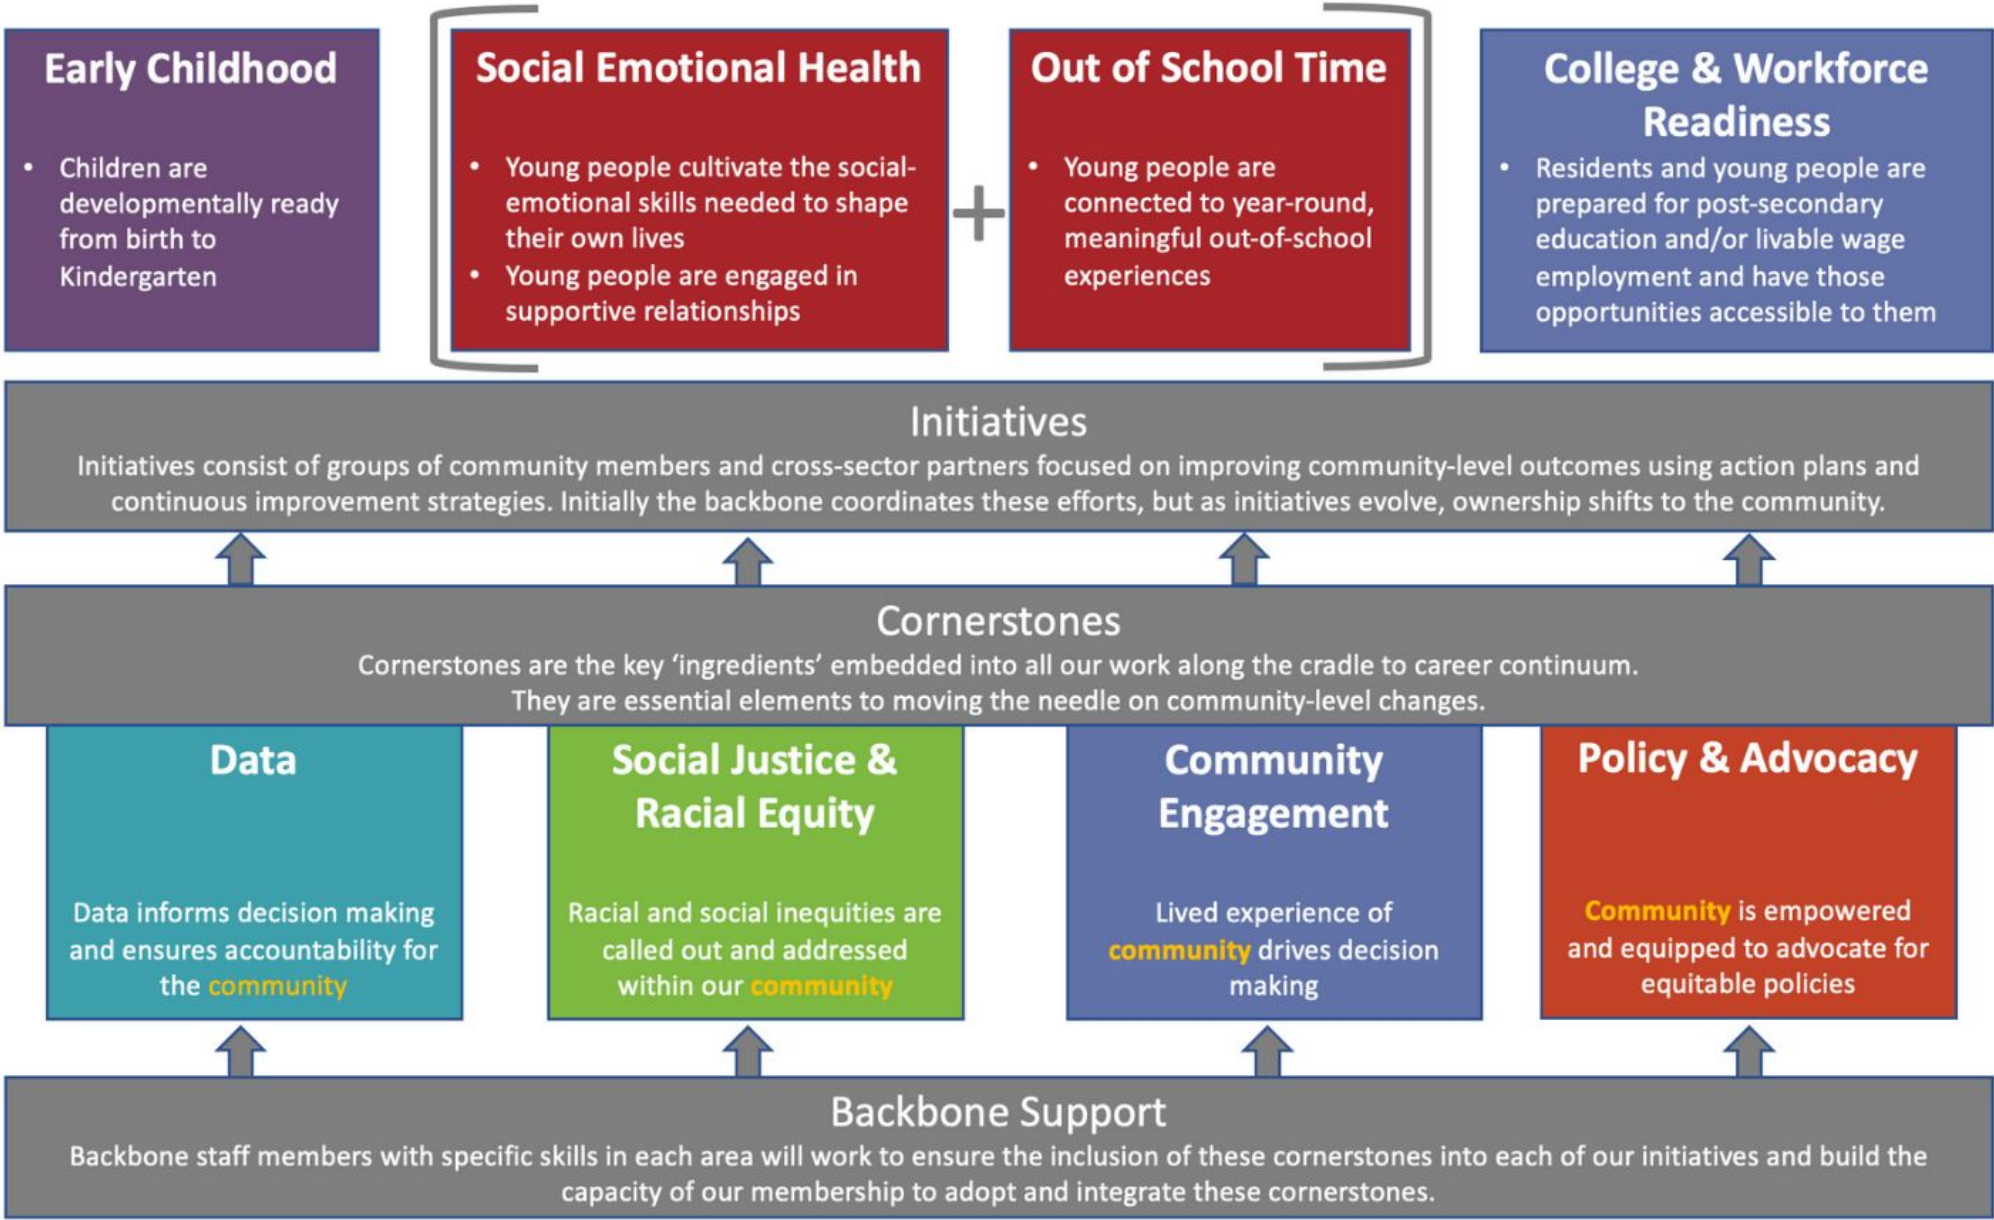 Early Childhood
• Children are
developmentally ready
from birth to
Kindergarten
Social Emotional Health
• Young people cultivate the social-
emotional skills needed to shape
their own lives
• Young people are engaged in
supportive relationships
+
Out of School Time
• Young people are
connected to year-round,
meaningful out-of-school
experiences
College & Workforce
Readiness
• Residents and young people are
prepared for post-secondary
education and/or livable wage
employment and have those
opportunities accessible to them
Initiatives
Initiatives consist of groups of community members and cross-sector partners focused on improving community-level outcomes using action plans and
continuous improvement strategies. Initially the backbone coordinates these efforts, but as initiatives evolve, ownership shifts to the community.
Cornerstones
Cornerstones are the key ‘ingredients’ embedded into all our work along the cradle to career continuum.
They are essential elements to moving the needle on community-level changes.
Data
Data informs decision making
and ensures accountability for
the community
Social Justice &
Racial Equity
Racial and social inequities are
called out and addressed
within our community
Community
Engagement
Lived experience of
community drives decision
making
Policy & Advocacy
Community is empowered
and equipped to advocate for
equitable policies
Backbone Support
Backbone staff members with specific skills in each area will work to ensure the inclusion of these cornerstones into each of our initiatives and build the
capacity of our membership to adopt and integrate these cornerstones.